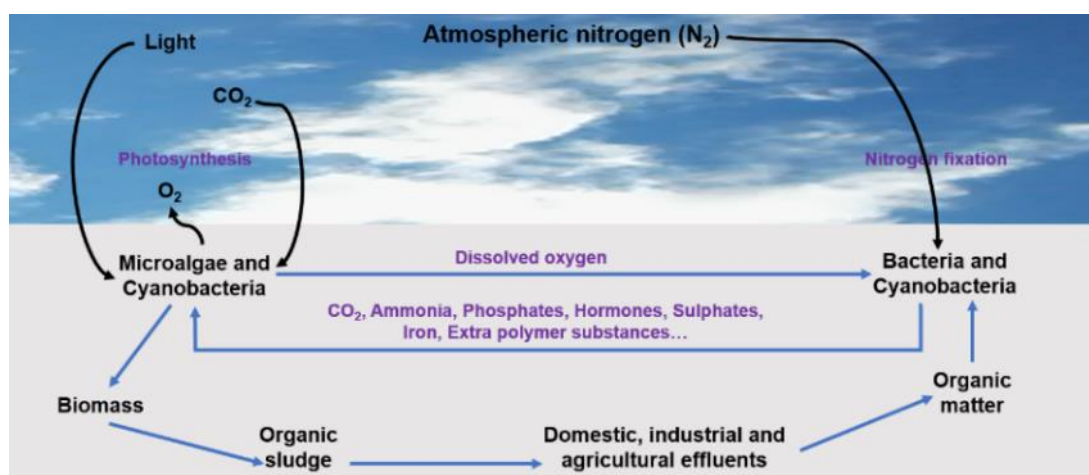 Light
Atmospheric nitrogen (N₂)
CO₂
Photosynthesis
Nitrogen fixation
O₂
Microalgae and
Cyanobacteria
Dissolved oxygen
Bacteria and
Cyanobacteria
CO₂, Ammonia, Phosphates, Hormones, Sulphates,
Iron, Extra polymer substances...
Biomass
Organic
matter
Organic
sludge
Domestic, industrial and
agricultural effluents